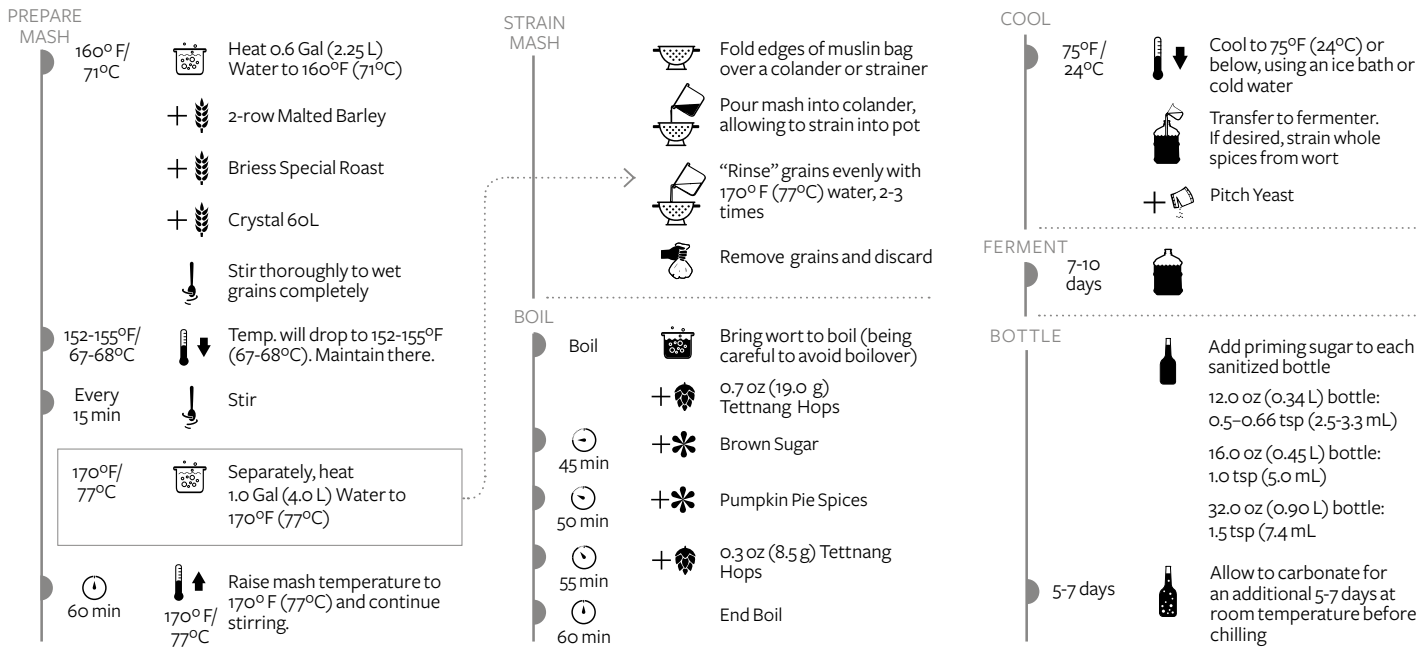 PREPARE
MASH
160° F/
71°C
Heat 0.6 Gal (2.25 L)
Water to 160°F (71°C)
+
2-row Malted Barley
+
Briess Special Roast
+
Crystal 60L
Stir thoroughly to wet
grains completely
152-155°F/
67-68°C
Temp. will drop to 152-155°F
(67-68°C). Maintain there.
Every
15 min
Stir
170°F/
77°C
Separately, heat
1.0 Gal (4.0 L) Water to
170°F (77°C)
60 min
170° F/
77°C
Raise mash temperature to
170° F (77°C) and continue
stirring.
STRAIN
MASH
Fold edges of muslin bag
over a colander or strainer
Pour mash into colander,
allowing to strain into pot
“Rinse” grains evenly with
170° F (77°C) water, 2-3
times
Remove grains and discard
BOIL
Boil
Bring wort to boil (being
careful to avoid boilover)
+
0.7 oz (19.0 g)
Tettnang Hops
45 min
+
Brown Sugar
50 min
+
Pumpkin Pie Spices
55 min
+
0.3 oz (8.5 g) Tettnang
Hops
60 min
End Boil
COOL
75°F/
24°C
Cool to 75°F (24°C) or
below, using an ice bath or
cold water
Transfer to fermenter.
If desired, strain whole
spices from wort
+
Pitch Yeast
FERMENT
7-10
days
BOTTLE
Add priming sugar to each
sanitized bottle
12.0 oz (0.34 L) bottle:
0.5–0.66 tsp (2.5-3.3 mL)
16.0 oz (0.45 L) bottle:
1.0 tsp (5.0 mL)
32.0 oz (0.90 L) bottle:
1.5 tsp (7.4 mL
5-7 days
Allow to carbonate for
an additional 5-7 days at
room temperature before
chilling